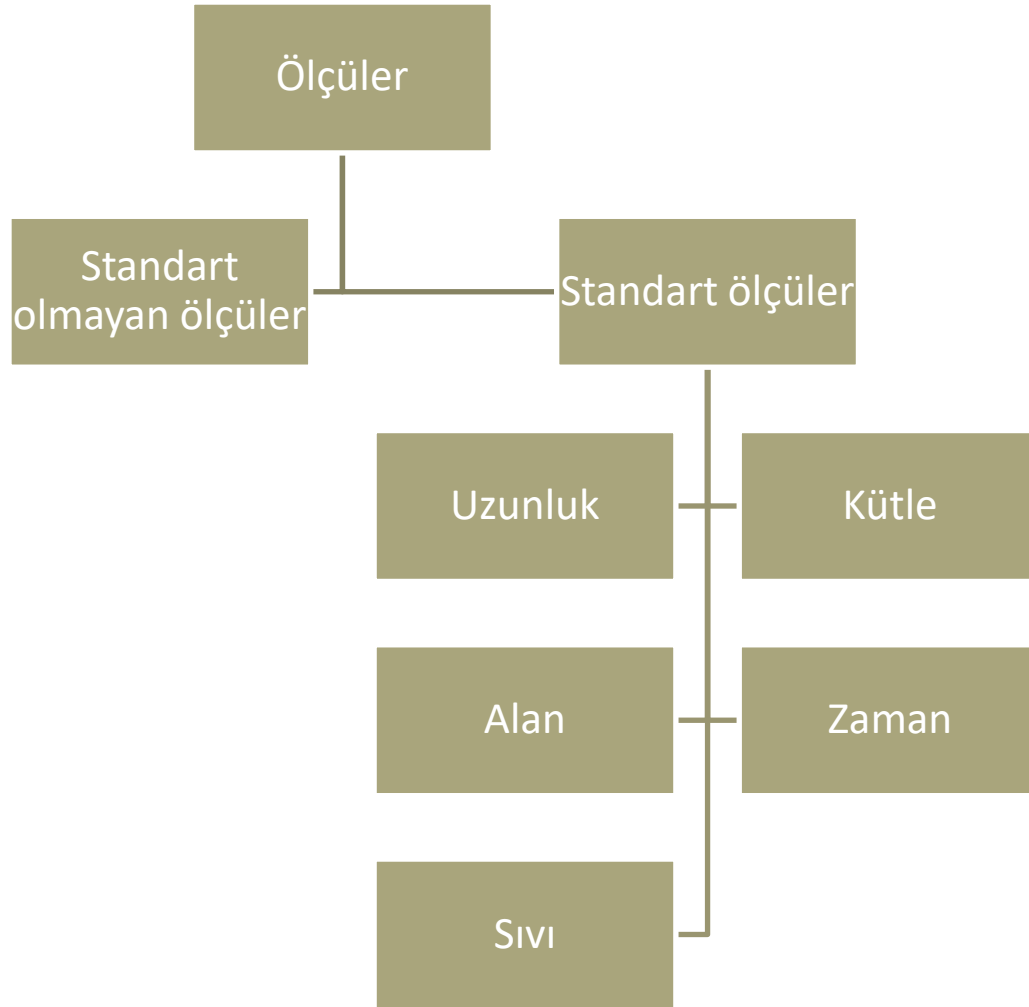 Ölçüler
Standart
olmayan ölçüler
Standart ölçüler
Uzunluk
Kütle
Alan
Zaman
Sıvı